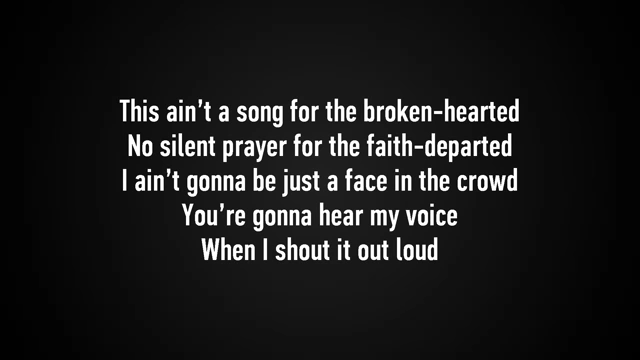 This ain't a song for the broken-hearted
No silent prayer for the faith-departed
I ain't gonna be just a face in the crowd
You're gonna hear my voice
When I shout it out loud